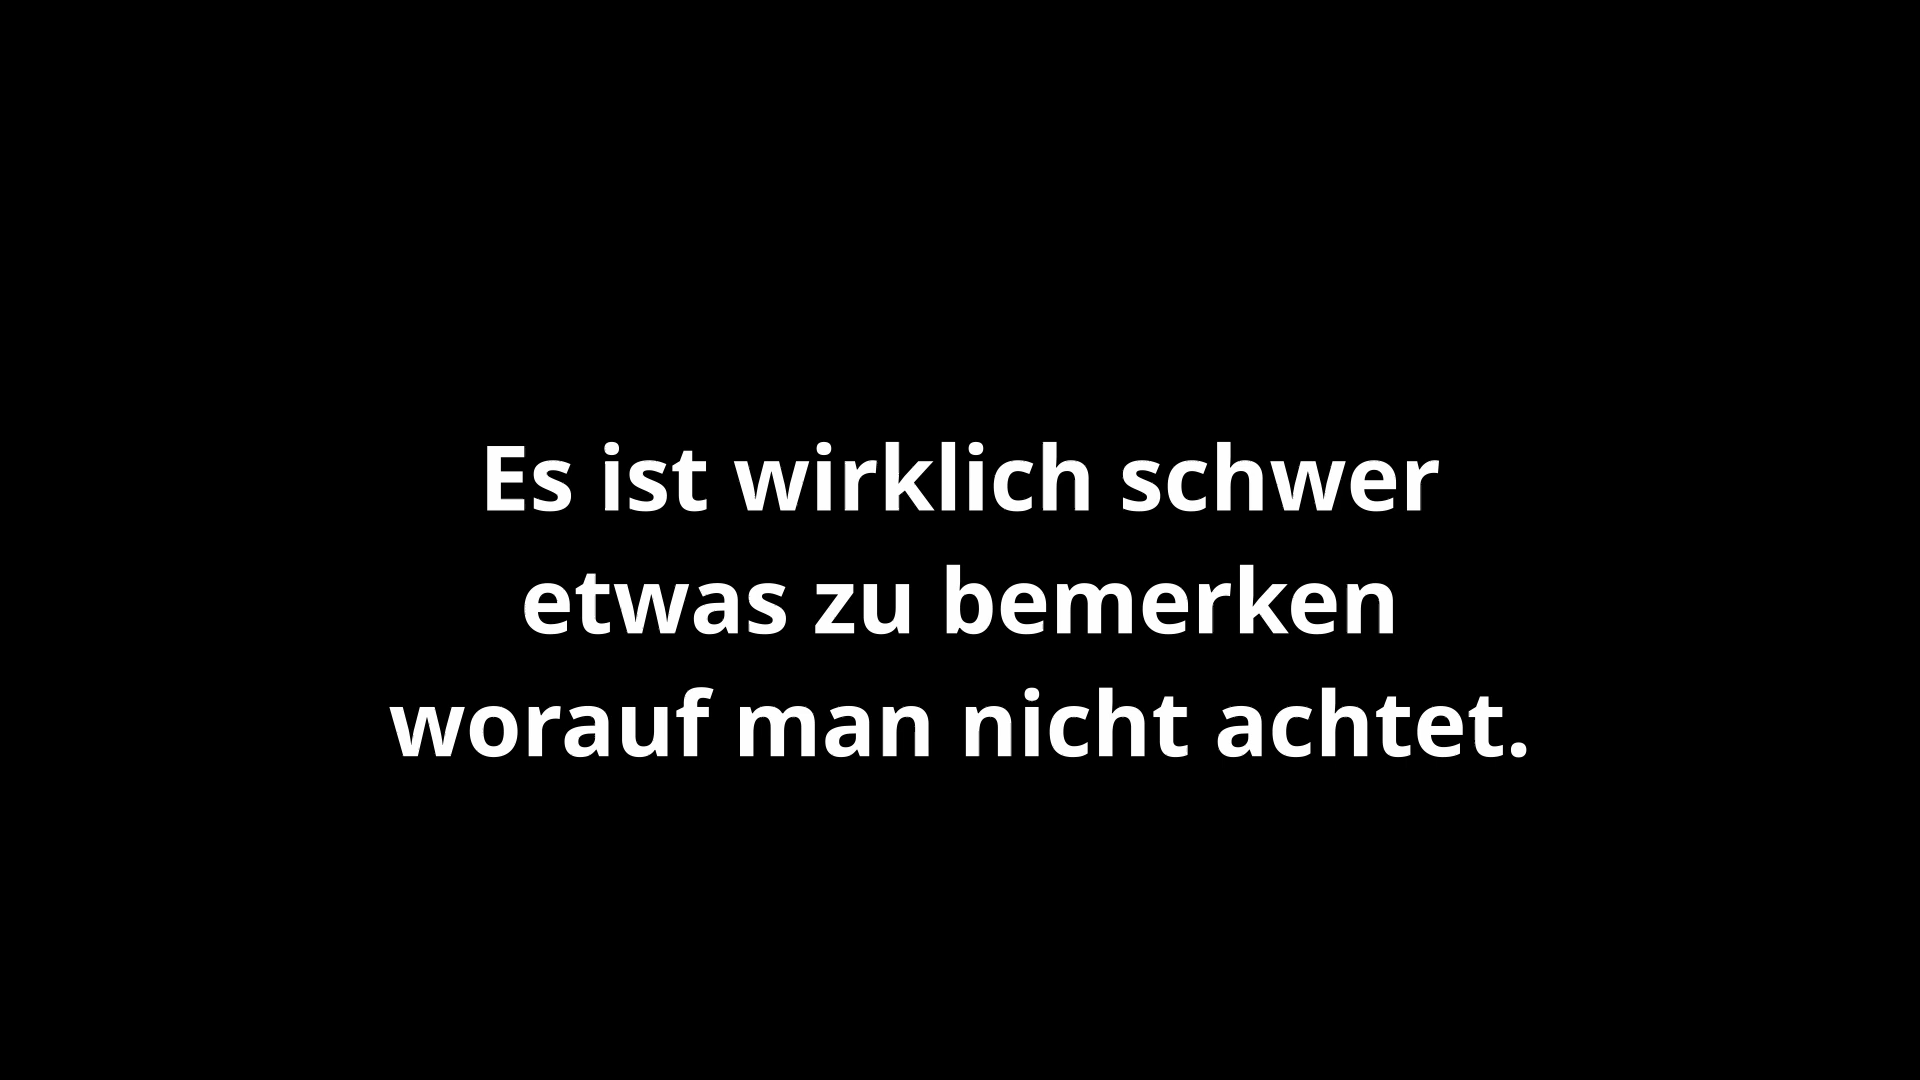 Es ist wirklich schwer
etwas zu bemerken
worauf man nicht achtet.